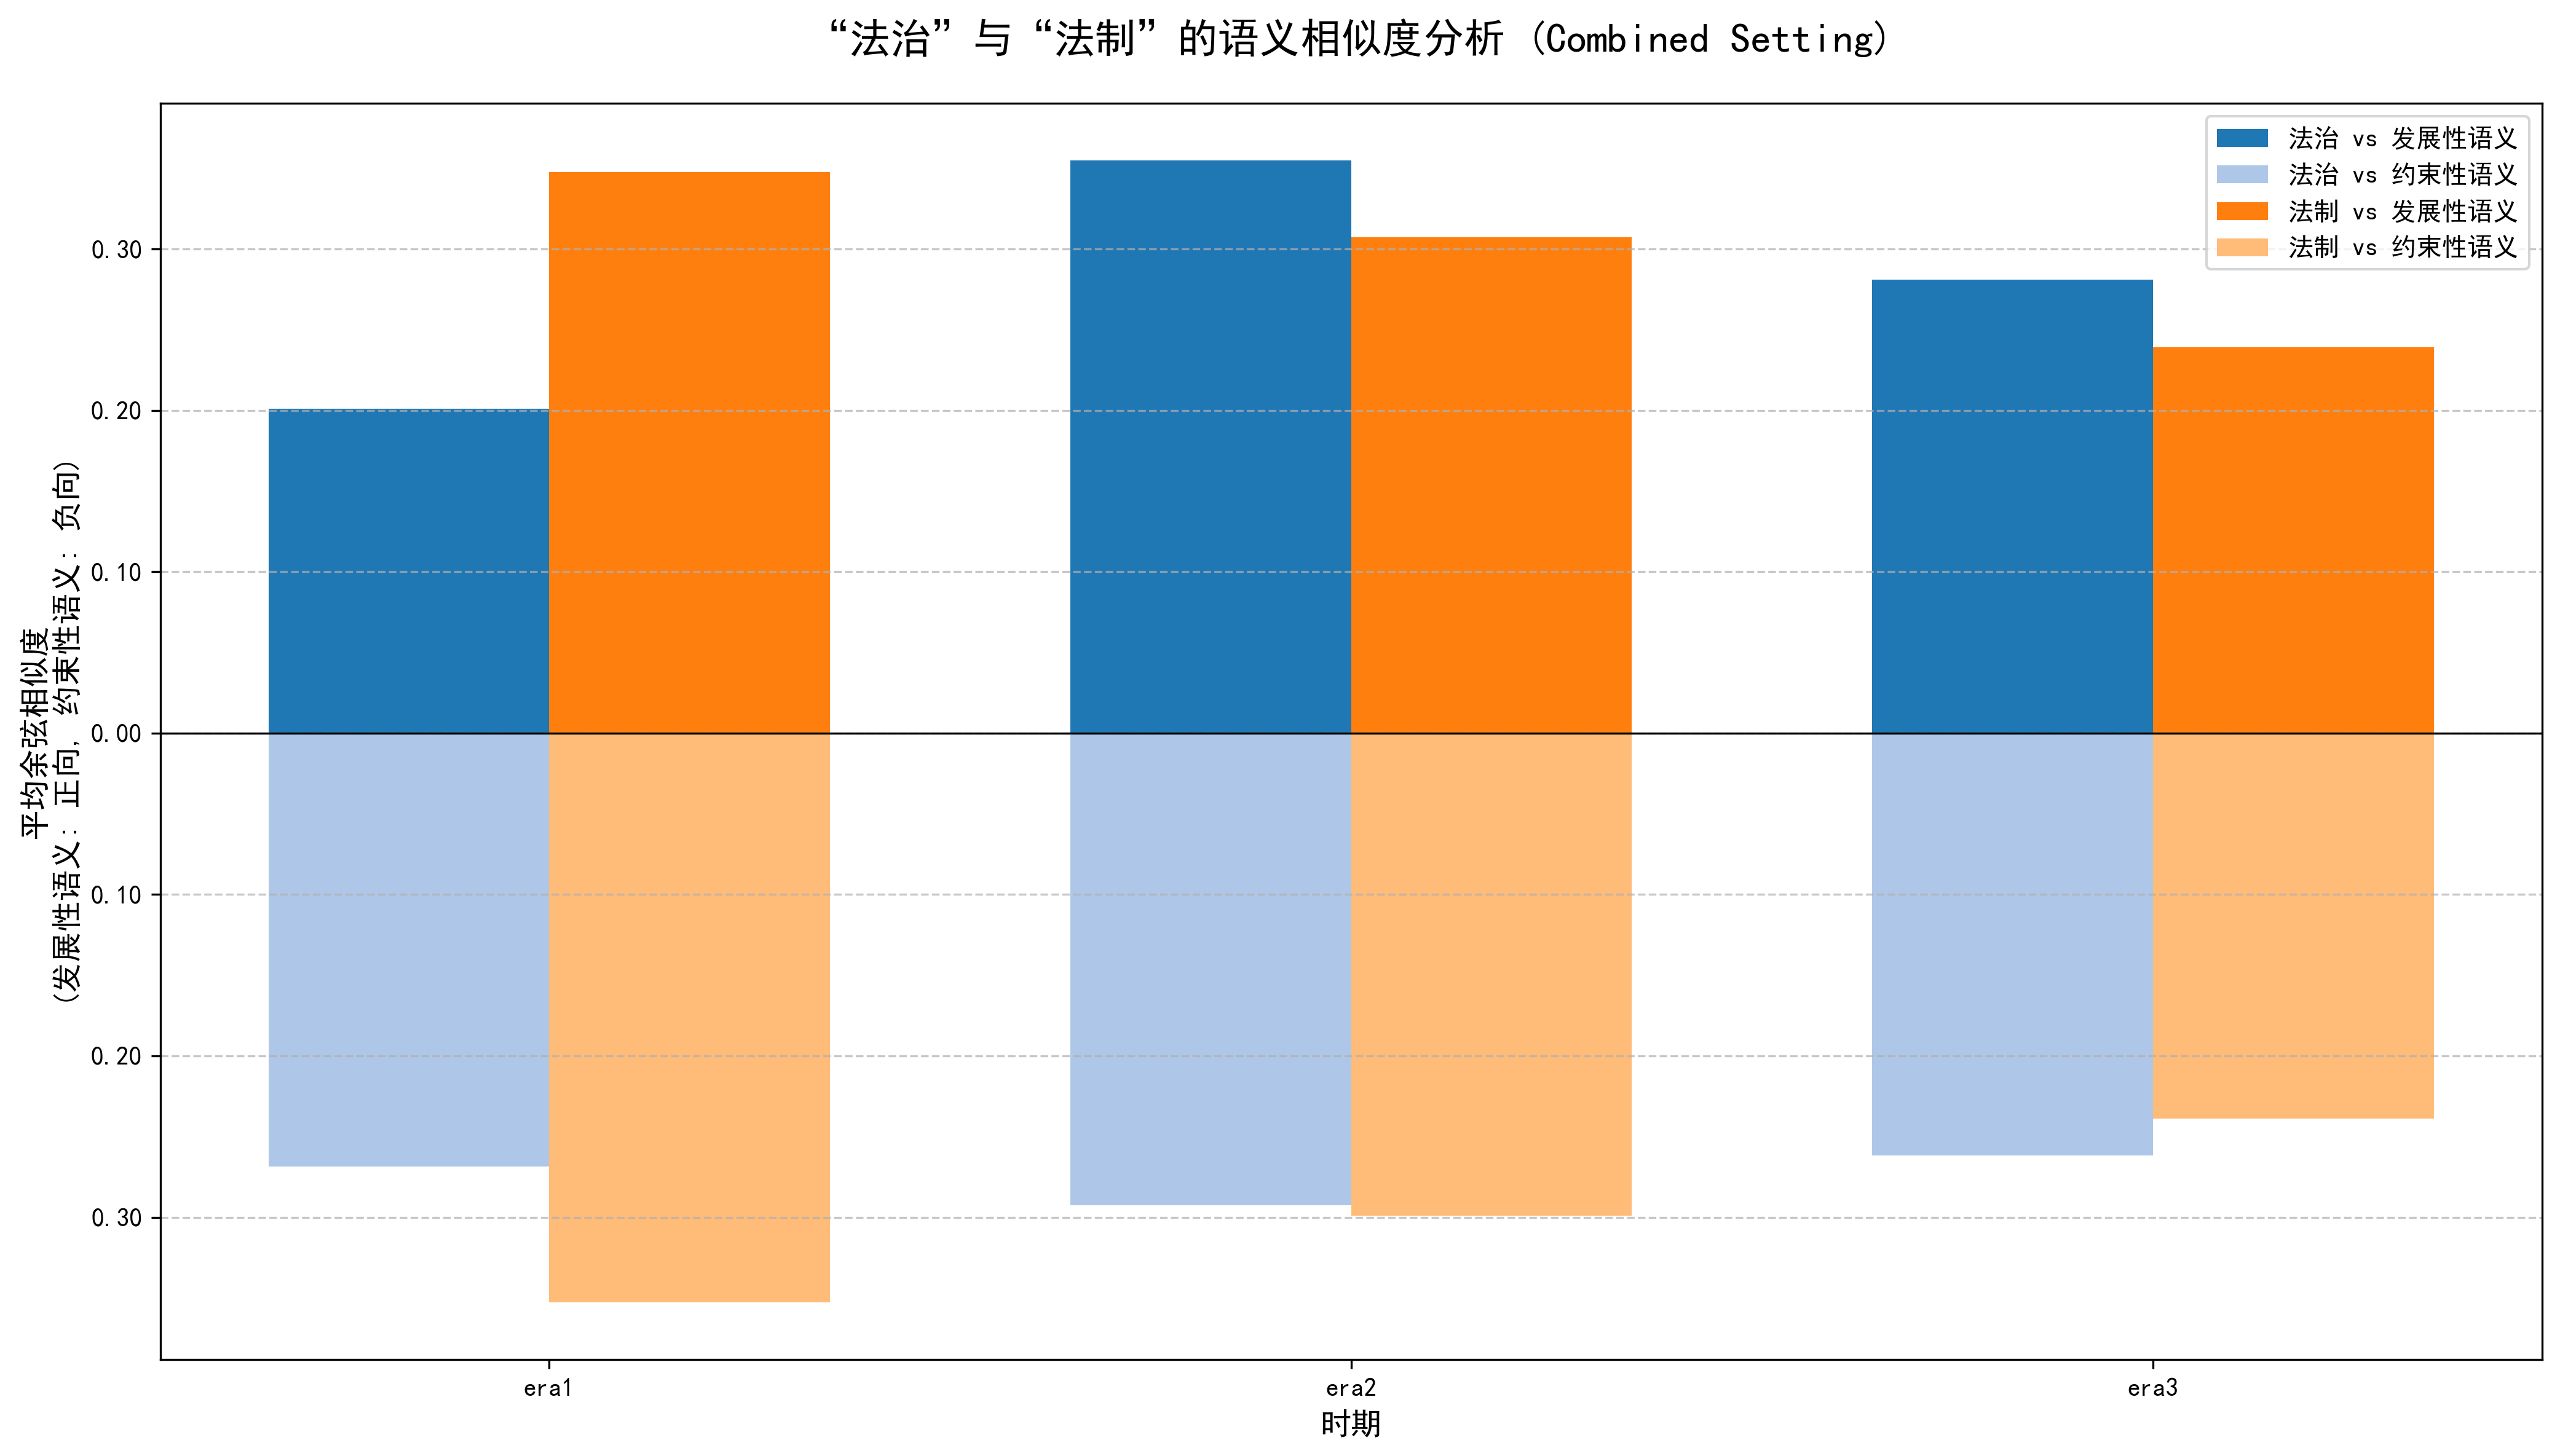 “法治”与“法制”的语义相似度分析 (Combined Setting)
法治 vs 发展性语义
法治 vs 约束性语义
法制 vs 发展性语义
法制 vs 约束性语义
平均余弦相似度
(发展性语义: 正向, 约束性语义: 负向)
0.30
0.20
0.10
0.00
0.10
0.20
0.30
era1
era2
era3
时期